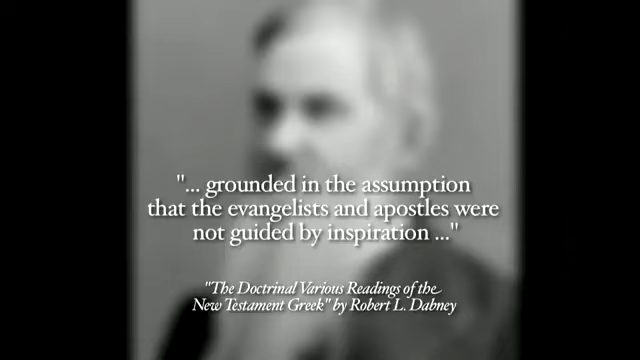 "... grounded in the assumption
that the evangelists and apostles were
not guided by inspiration ..."
"The Doctrinal Various Readings of the
New Testament Greek" by Robert L. Dabney